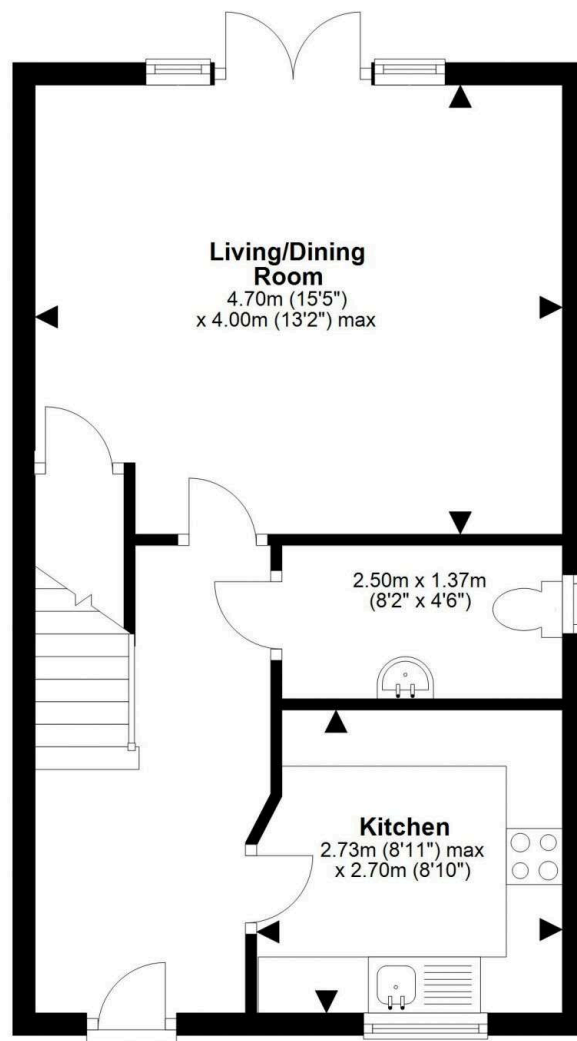 Living/Dining
Room
4.70m (15'5")
x 4.00m (13'2") max
2.50m x 1.37m
(8'2" x 4'6")
Kitchen
2.73m (8'11") max
x 2.70m (8'10")